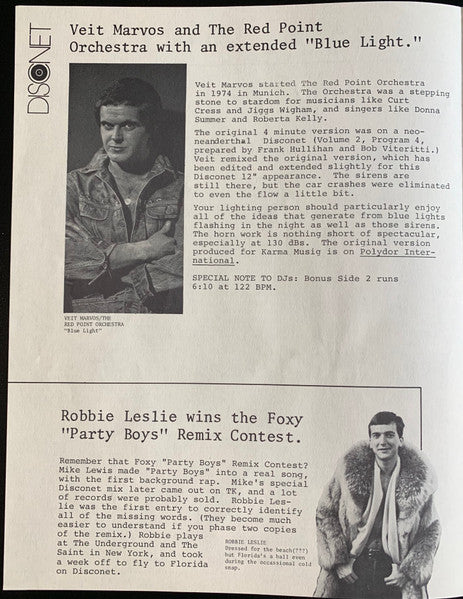 DISCONET
Veit Marvos and The Red Point
Orchestra with an extended "Blue Light."
Veit Marvos started The Red Point Orchestra
in 1974 in Munich. The Orchestra was a stepping
stone to stardom for musicians like Curt
Cress and Jiggs Wigham, and singers like Donna
Summer and Roberta Kelly.
The original 4 minute version was on a neo-
neanderthal Disconet (Volume 2, Program 4,
prepared by Frank Hullihan and Bob Viteritti.)
Veit remixed the original version, which has
been edited and extended slightly for this
Disconet 12" appearance. The sirens are
still there, but the car crashes were eliminated
to even the flow a little bit.
Your lighting person should particularly enjoy
all of the ideas that generate from blue lights
flashing in the night as well as those sirens.
The horn work is nothing short of spectacular,
especially at 130 dBs. The original version
produced for Karma Musig is on Polydor Inter-
national.
SPECIAL NOTE TO DJs: Bonus Side 2 runs
6:10 at 122 BPM.
VEIT MARVOS/THE
RED POINT ORCHESTRA
"Blue Light"
Robbie Leslie wins the Foxy
"Party Boys" Remix Contest.
Remember that Foxy "Party Boys" Remix Contest?
Mike Lewis made "Party Boys" into a real song,
with the first background rap. Mike's special
Disconet mix later came out on TK, and a lot
of records were probably sold. Robbie Les-
lie was the first entry to correctly identify
all of the missing words. (They become much
easier to understand if you phase two copies
of the remix.) Robbie plays
at The Underground and The
Saint in New York, and took
a week off to fly to Florida
on Disconet.
ROBBIE LESLIE
Dressed for the beach(???)
but Florida's a ball even
during the occassional cold
snap.